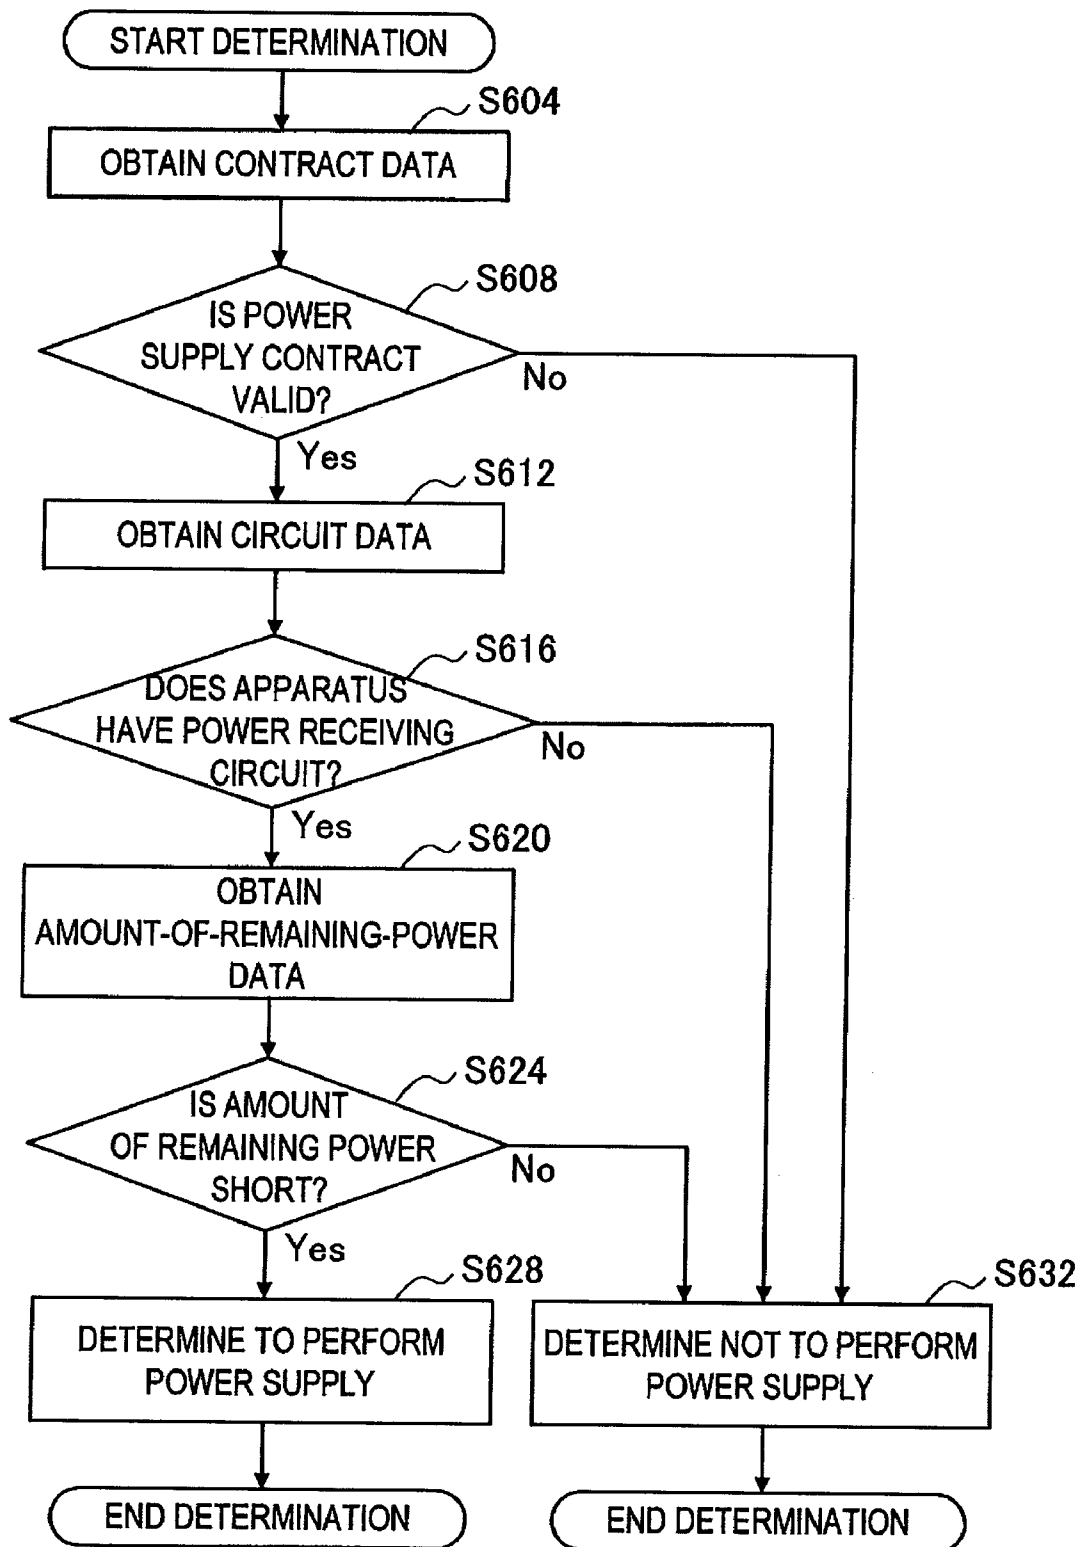 START DETERMINATION
S604
OBTAIN CONTRACT DATA
S608
IS POWER
SUPPLY CONTRACT
VALID?
No
Yes
S612
OBTAIN CIRCUIT DATA
S616
DOES APPARATUS
HAVE POWER RECEIVING
CIRCUIT?
No
Yes
S620
OBTAIN
AMOUNT-OF-REMAINING-POWER
DATA
S624
IS AMOUNT
OF REMAINING POWER
SHORT?
No
Yes
S628
S632
DETERMINE TO PERFORM
POWER SUPPLY
DETERMINE NOT TO PERFORM
POWER SUPPLY
END DETERMINATION
END DETERMINATION